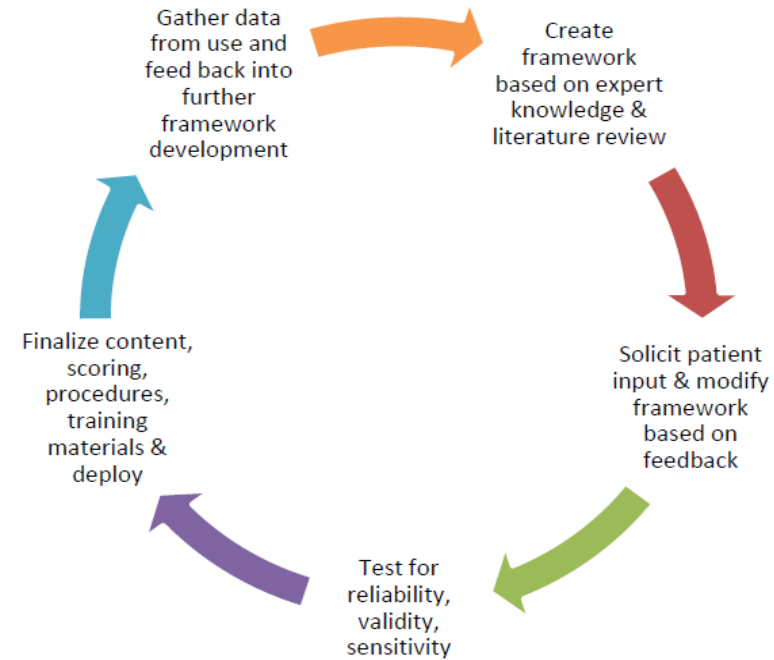 Gather data
from use and
feed back into
further
framework
development
Create
framework
based on expert
knowledge &
literature review
Solicit patient
input & modify
framework
based on
feedback
Test for
reliability,
validity,
sensitivity
Finalize content,
scoring,
procedures,
training
materials &
deploy